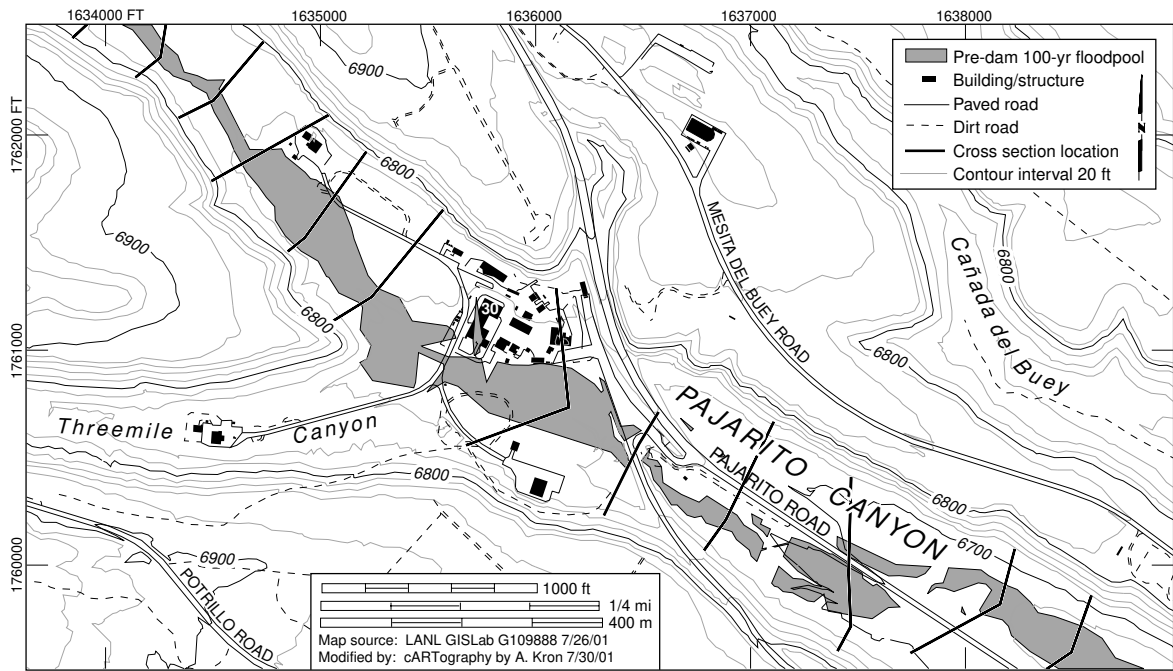 1634000 FT
1635000
1636000
1637000
1638000
1762000 FT
1761000
1760000
Pre-dam 100-yr floodpool
Building/structure
Paved road
Dirt road
Cross section location
Contour interval 20 ft
6900
6900
6800
6800
6800
6800
6800
6800
6700
6900
30
MESITA DEL BUEY ROAD
Cañada del Buey
Threemile Canyon
PAJARITO CANYON
PAJARITO ROAD
POTRILLO ROAD
1000 ft
1/4 mi
400 m
Map source: LANL GISLab G109888 7/26/01
Modified by: cARTography by A. Kron 7/30/01